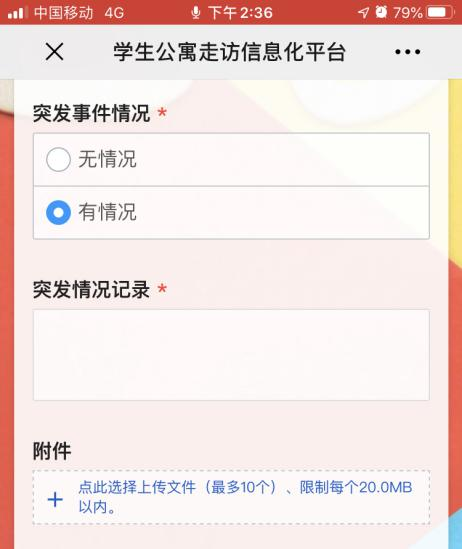 中国移动 4G 下午2:36 79%
学生公寓走访信息化平台
突发事件情况 *
无情况
有情况
突发情况记录 *
附件
点此选择上传文件（最多10个）、限制每个20.0MB
以内。